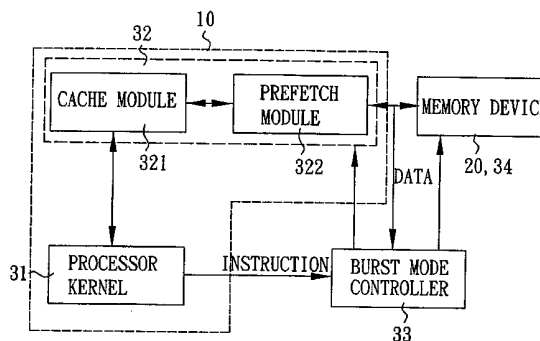 10
32
CACHE MODULE
PREFETCH
MODULE
MEMORY DEVICE
321
322
20, 34
DATA
31
PROCESSOR
KERNEL
INSTRUCTION
BURST MODE
CONTROLLER
33